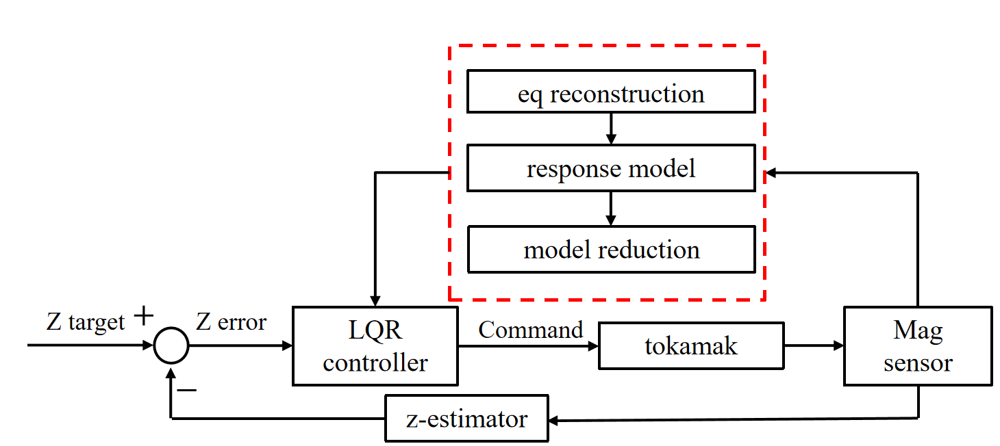 eq reconstruction
response model
model reduction
Z target +
Z error
LQR
controller
Command
tokamak
Mag
sensor
−
z-estimator